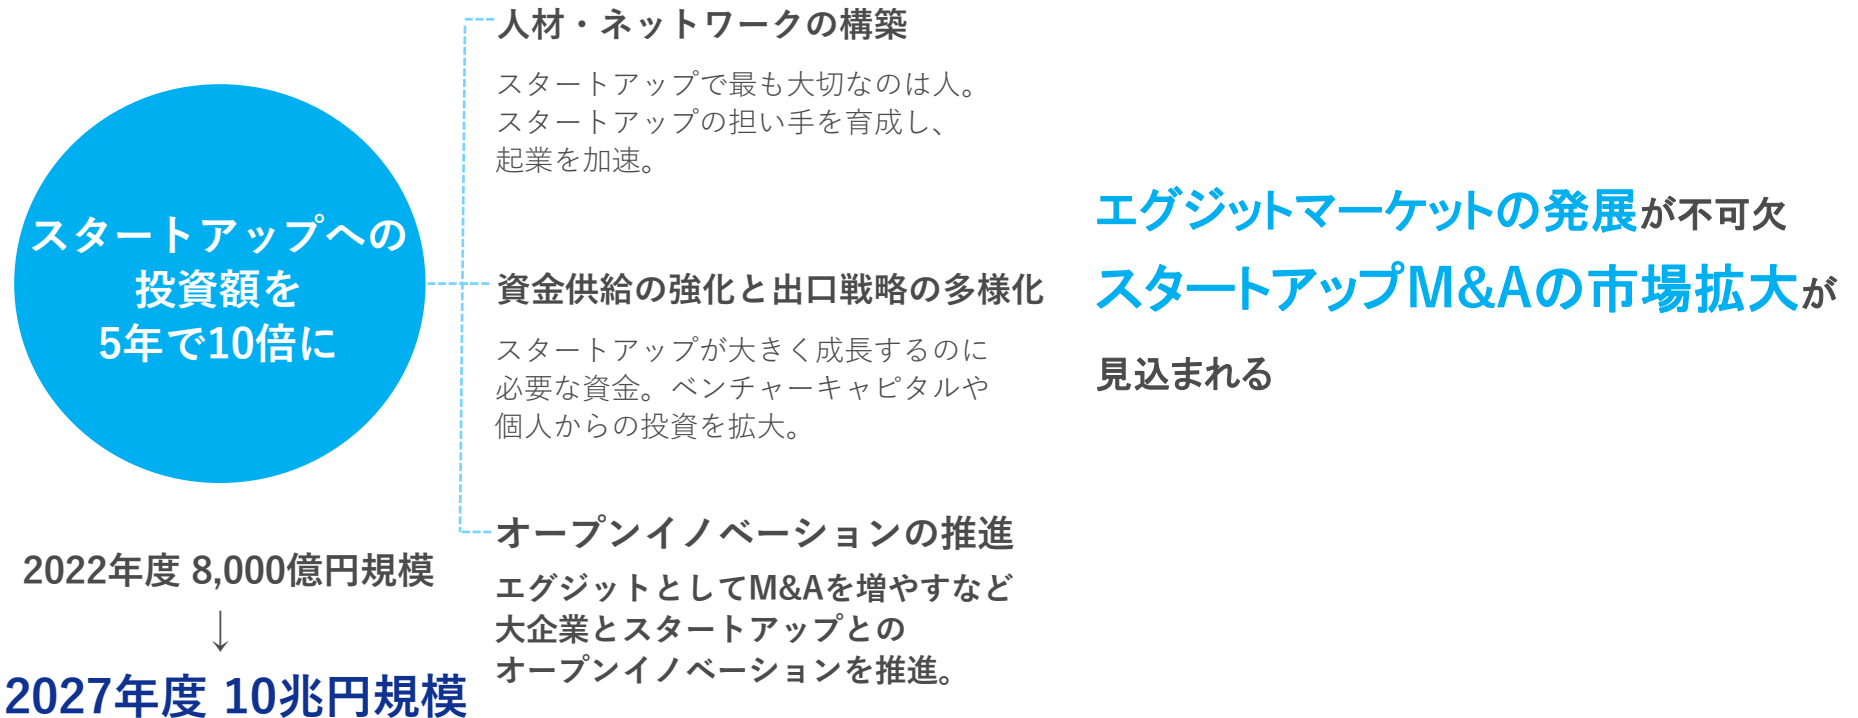 スタートアップへの
投資額を
5年で10倍に
2022年度 8,000億円規模
↓
2027年度 10兆円規模
人材・ネットワークの構築
スタートアップで最も大切なのは人。
スタートアップの担い手を育成し、
起業を加速。
資金供給の強化と出口戦略の多様化
スタートアップが大きく成長するのに
必要な資金。ベンチャーキャピタルや
個人からの投資を拡大。
オープンイノベーションの推進
エグジットとしてM&Aを増やすなど
大企業とスタートアップとの
オープンイノベーションを推進。
エグジットマーケットの発展が不可欠
スタートアップM&Aの市場拡大が
見込まれる